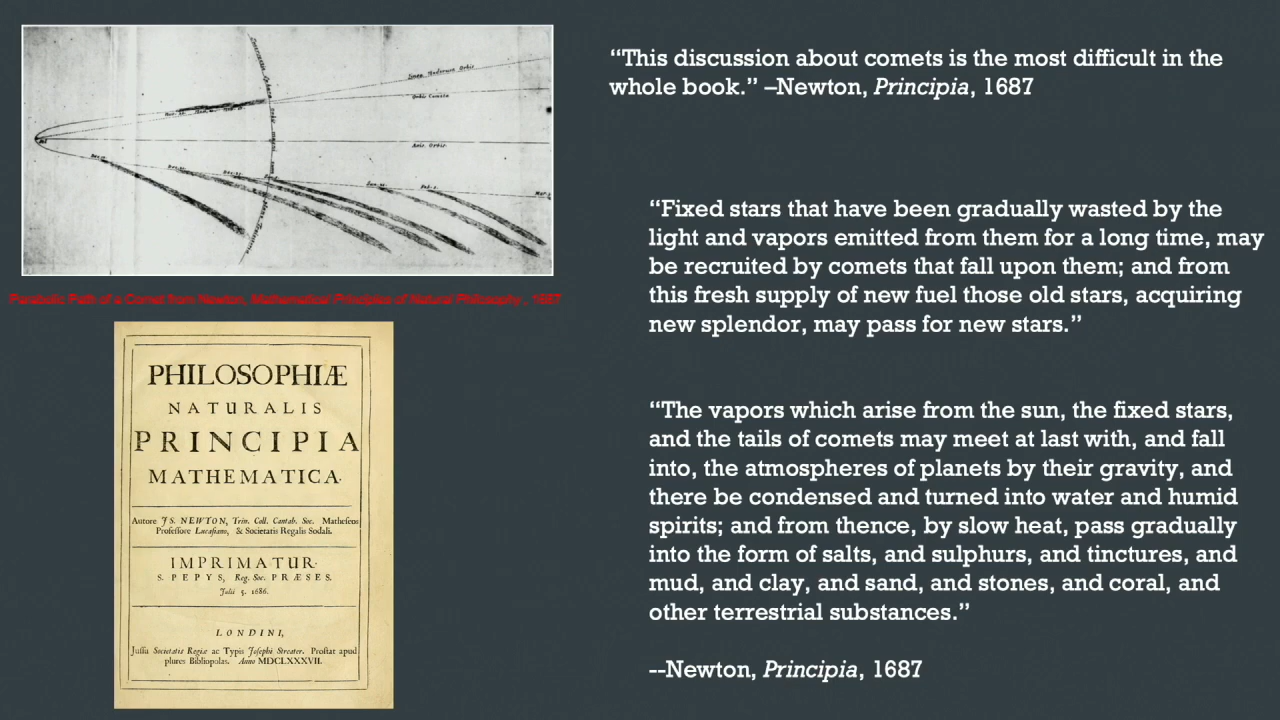 “This discussion about comets is the most difficult in the
whole book.” –Newton, Principia, 1687
“Fixed stars that have been gradually wasted by the
light and vapors emitted from them for a long time, may
be recruited by comets that fall upon them; and from
this fresh supply of new fuel those old stars, acquiring
new splendor, may pass for new stars.”
“The vapors which arise from the sun, the fixed stars,
and the tails of comets may meet at last with, and fall
into, the atmospheres of planets by their gravity, and
there be condensed and turned into water and humid
spirits; and from thence, by slow heat, pass gradually
into the form of salts, and sulphurs, and tinctures, and
mud, and clay, and sand, and stones, and coral, and
other terrestrial substances.”
--Newton, Principia, 1687
Orbis Cometæ
Axis Orbis
Parabolic Path of a Comet from Newton, Mathematical Principles of Natural Philosophy , 1687
PHILOSOPHIÆ
NATURALIS
PRINCIPIA
MATHEMATICA.
Autore JS. NEWTON, Trin. Coll. Cantab. Soc. Matheseos
Professore Lucasiano, & Societatis Regalis Sodali.
IMPRIMATUR.
S. PEPYS, Reg. Soc. PRÆSES.
Julii 5. 1686.
LONDINI,
Jussu Societatis Regiæ ac Typis Josephi Streater. Prostat apud
plures Bibliopolas. Anno MDCLXXXVII.